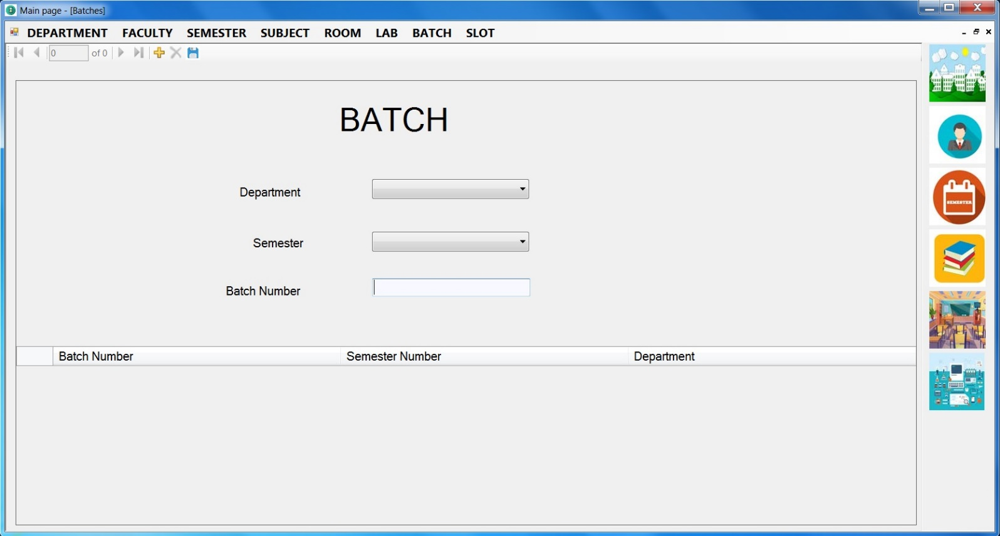 Main page - [Batches]
DEPARTMENT FACULTY SEMESTER SUBJECT ROOM LAB BATCH SLOT
0 of 0
BATCH
Department
Semester
SEMESTER
Batch Number
Batch Number Semester Number Department